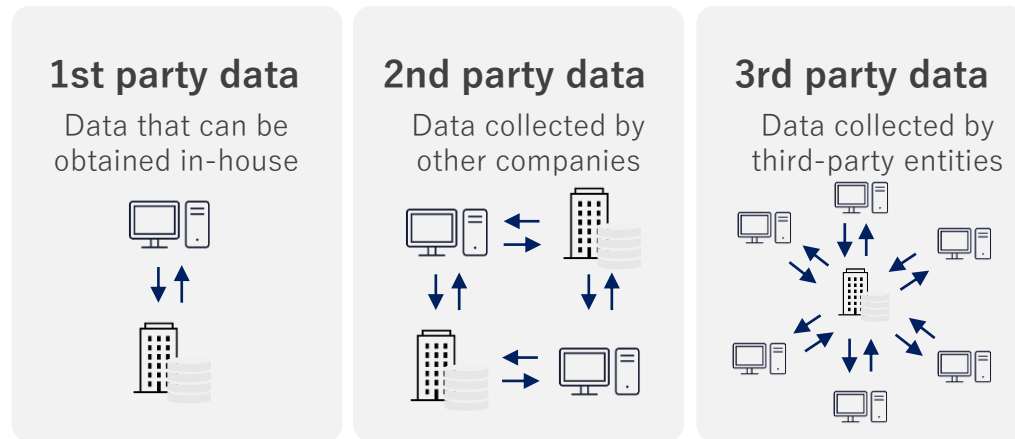 1st party data
Data that can be
obtained in-house
2nd party data
Data collected by
other companies
3rd party data
Data collected by
third-party entities